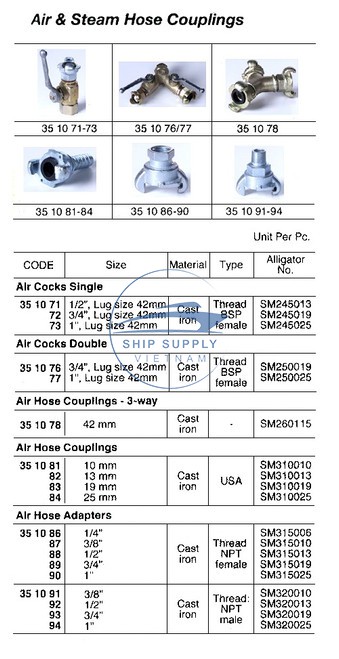 Air & Steam Hose Couplings
35 10 71-73 35 10 76/77 35 10 78
35 10 81-84 35 10 86-90 35 10 91-94
Unit Per Pc.
CODE Size Material Type Alligator No.
Air Cocks Single
35 10 71 1/2", Lug size 42mm Cast iron Thread BSP female SM245013
72 3/4", Lug size 42mm SM245019
73 1", Lug size 42mm SM245025
SHIP SUPPLY
VIETNAM
Air Cocks Double
35 10 76 3/4", Lug size 42mm Cast iron Thread BSP female SM250019
77 1", Lug size 42mm SM250025
Air Hose Couplings - 3-way
35 10 78 42 mm Cast iron - SM260115
Air Hose Couplings
35 10 81 10 mm Cast iron USA SM310010
82 13 mm SM310013
83 19 mm SM310019
84 25 mm SM310025
Air Hose Adapters
35 10 86 1/4" Cast iron Thread NPT female SM315006
87 3/8" SM315010
88 1/2" SM315013
89 3/4" SM315019
90 1" SM315025
35 10 91 3/8" Cast iron Thread: NPT male SM320010
92 1/2" SM320013
93 3/4" SM320019
94 1" SM320025